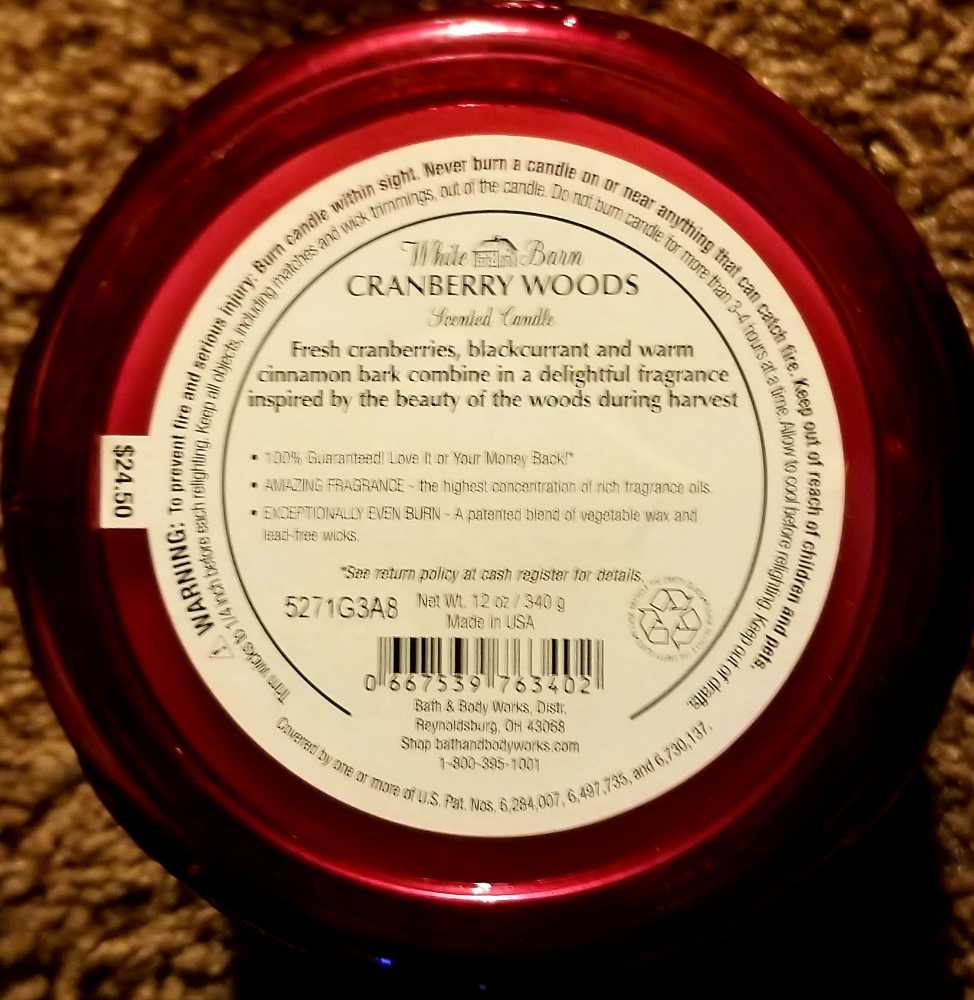 ⚠ WARNING: To prevent fire and serious injury: Burn candle within sight. Never burn a candle on or near anything that can catch fire. Keep out of reach of children and pets.
Trim wicks to 1/4 inch before each relighting. Keep all objects, including matches and wick trimmings, out of the candle. Do not burn candle for more than 3-4 hours at a time. Allow to cool before relighting. Keep out of drafts.
White Barn
CRANBERRY WOODS
Scented Candle
Fresh cranberries, blackcurrant and warm
cinnamon bark combine in a delightful fragrance
inspired by the beauty of the woods during harvest
• 100% Guaranteed! Love It or Your Money Back!*
• AMAZING FRAGRANCE - the highest concentration of rich fragrance oils.
• EXCEPTIONALLY EVEN BURN - A patented blend of vegetable wax and
lead-free wicks.
*See return policy at cash register for details.
5271G3A8
Net Wt. 12 oz / 340 g
Made in USA
0 667539 763402
Bath & Body Works, Distr.
Reynoldsburg, OH 43068
Shop bathandbodyworks.com
1-800-395-1001
Covered by one or more of U.S. Pat. Nos. 6,284,007, 6,497,735, and 6,730,137.
$24.50